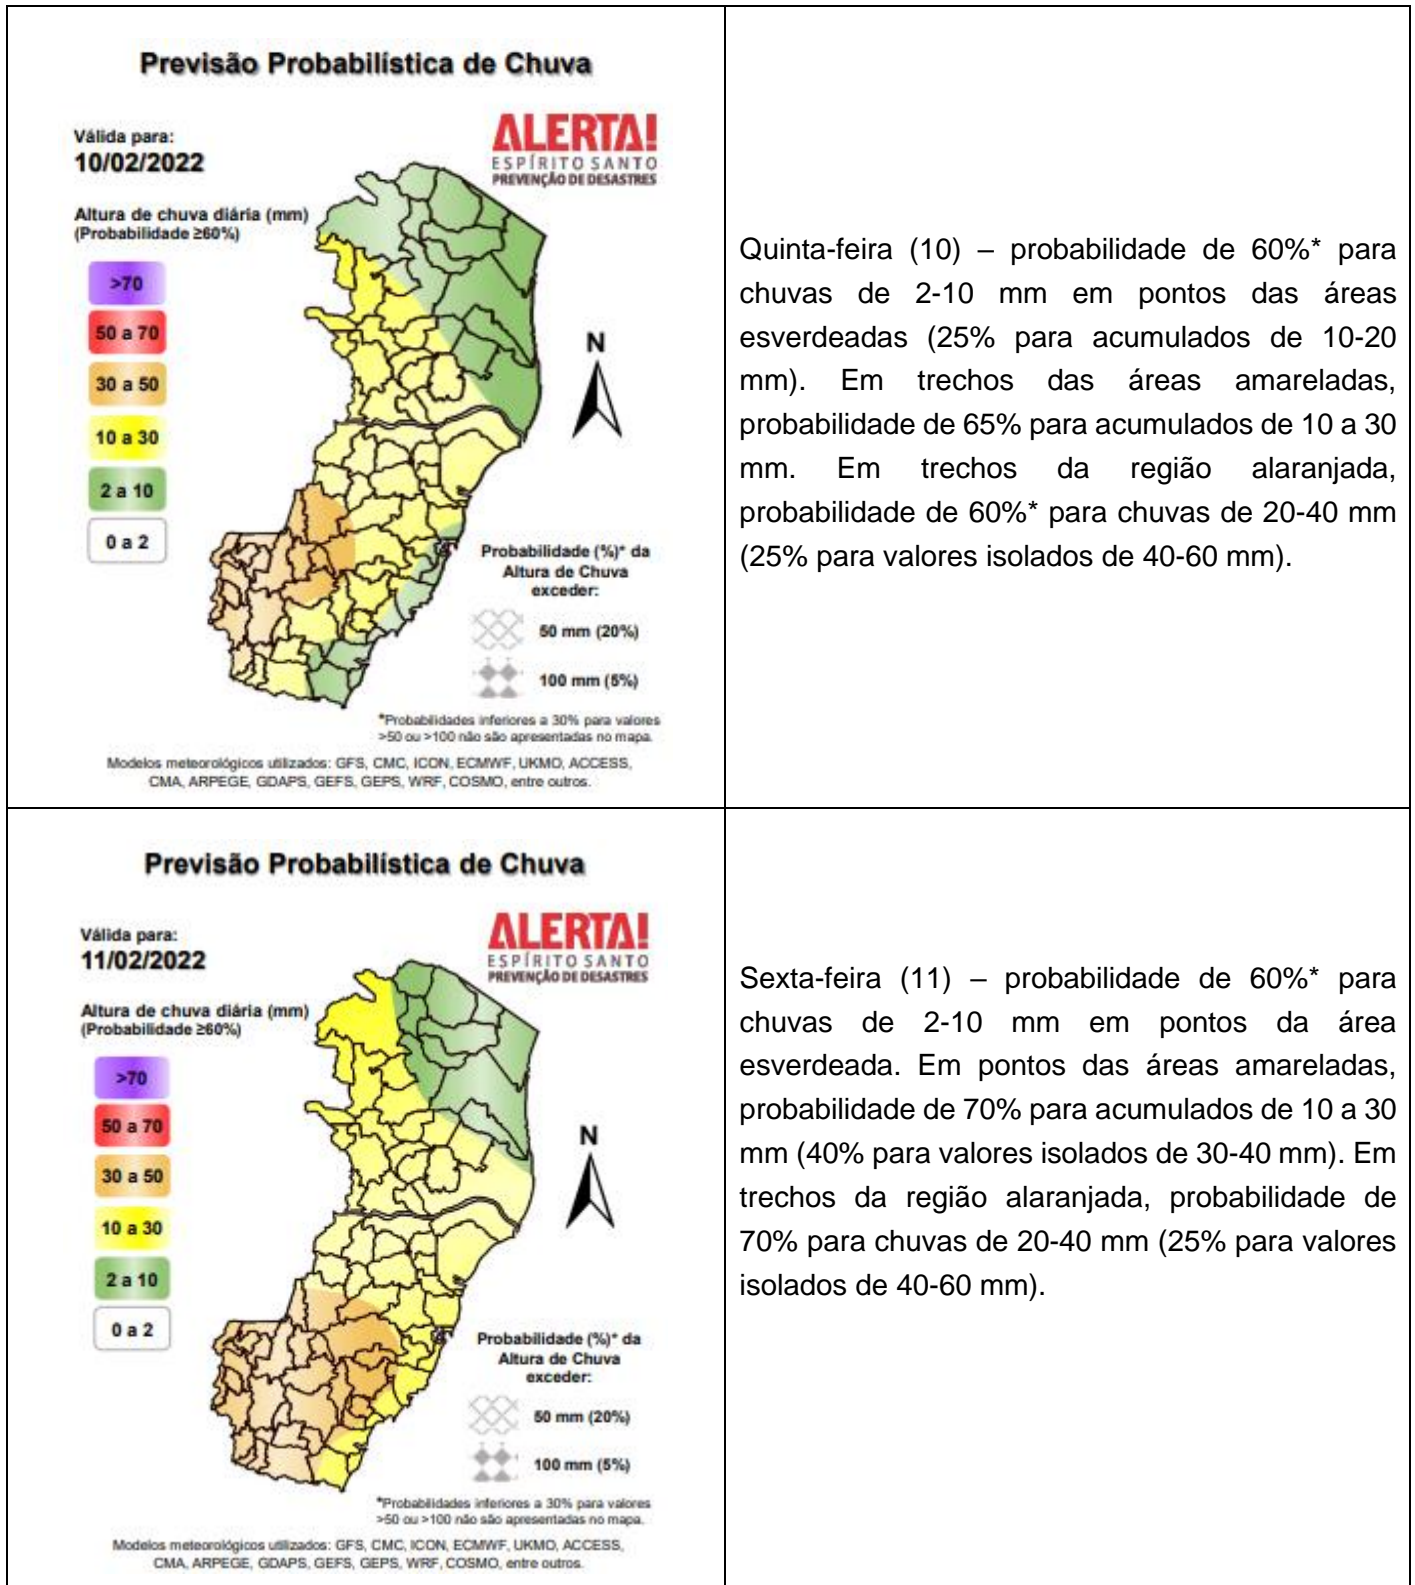 Previsão Probabilística de Chuva
Válida para:
10/02/2022
ALERTA!
ESPÍRITO SANTO
PREVENÇÃO DE DESASTRES
Altura de chuva diária (mm)
(Probabilidade ≥60%)
>70
50 a 70
30 a 50
10 a 30
2 a 10
0 a 2
N
Probabilidade (%)* da
Altura de Chuva
exceder:
50 mm (20%)
100 mm (5%)
*Probabilidades inferiores a 30% para valores
>50 ou >100 não são apresentadas no mapa.
Modelos meteorológicos utilizados: GFS, CMC, ICON, ECMWF, UKMO, ACCESS,
CMA, ARPEGE, GDAPS, GEFS, GEPS, WRF, COSMO, entre outros.
Quinta-feira (10) – probabilidade de 60%* para
chuvas de 2-10 mm em pontos das áreas
esverdeadas (25% para acumulados de 10-20
mm). Em trechos das áreas amareladas,
probabilidade de 65% para acumulados de 10 a 30
mm. Em trechos da região alaranjada,
probabilidade de 60%* para chuvas de 20-40 mm
(25% para valores isolados de 40-60 mm).
Previsão Probabilística de Chuva
Válida para:
11/02/2022
ALERTA!
ESPÍRITO SANTO
PREVENÇÃO DE DESASTRES
Altura de chuva diária (mm)
(Probabilidade ≥60%)
>70
50 a 70
30 a 50
10 a 30
2 a 10
0 a 2
N
Probabilidade (%)* da
Altura de Chuva
exceder:
50 mm (20%)
100 mm (5%)
*Probabilidades inferiores a 30% para valores
>50 ou >100 não são apresentadas no mapa.
Modelos meteorológicos utilizados: GFS, CMC, ICON, ECMWF, UKMO, ACCESS,
CMA, ARPEGE, GDAPS, GEFS, GEPS, WRF, COSMO, entre outros.
Sexta-feira (11) – probabilidade de 60%* para
chuvas de 2-10 mm em pontos da área
esverdeada. Em pontos das áreas amareladas,
probabilidade de 70% para acumulados de 10 a 30
mm (40% para valores isolados de 30-40 mm). Em
trechos da região alaranjada, probabilidade de
70% para chuvas de 20-40 mm (25% para valores
isolados de 40-60 mm).